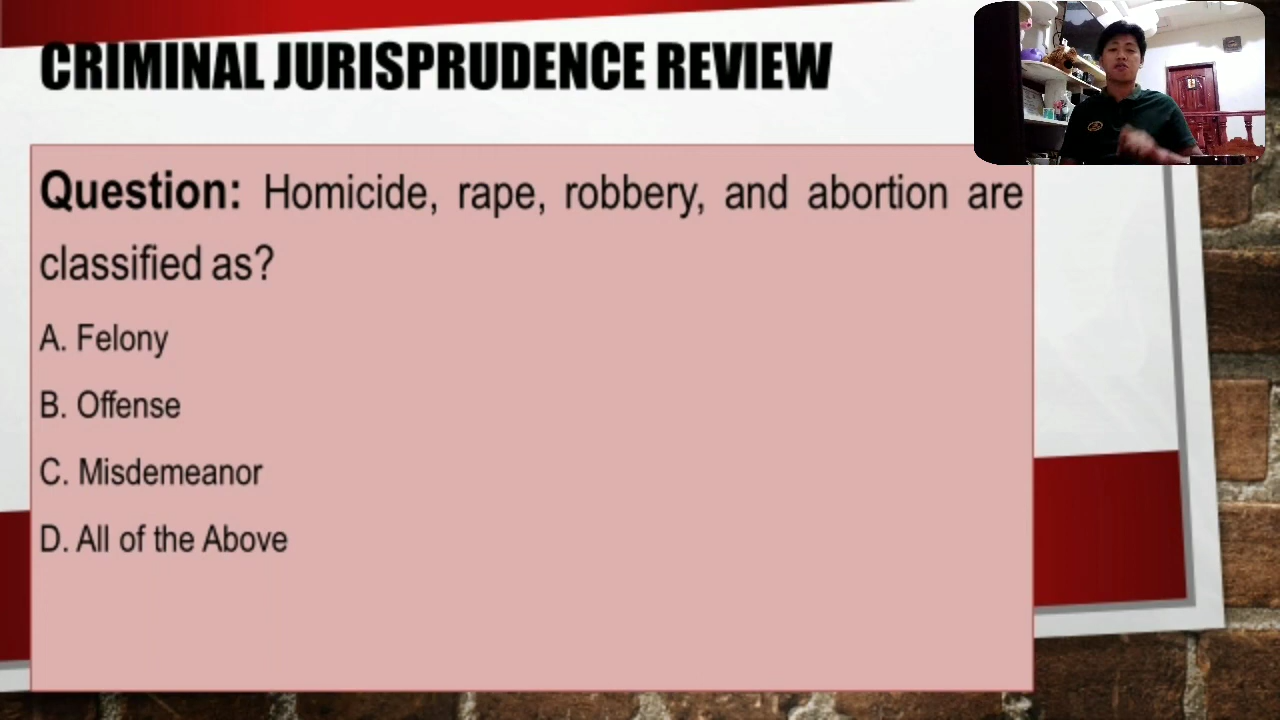 CRIMINAL JURISPRUDENCE REVIEW
Question: Homicide, rape, robbery, and abortion are
classified as?
A. Felony
B. Offense
C. Misdemeanor
D. All of the Above